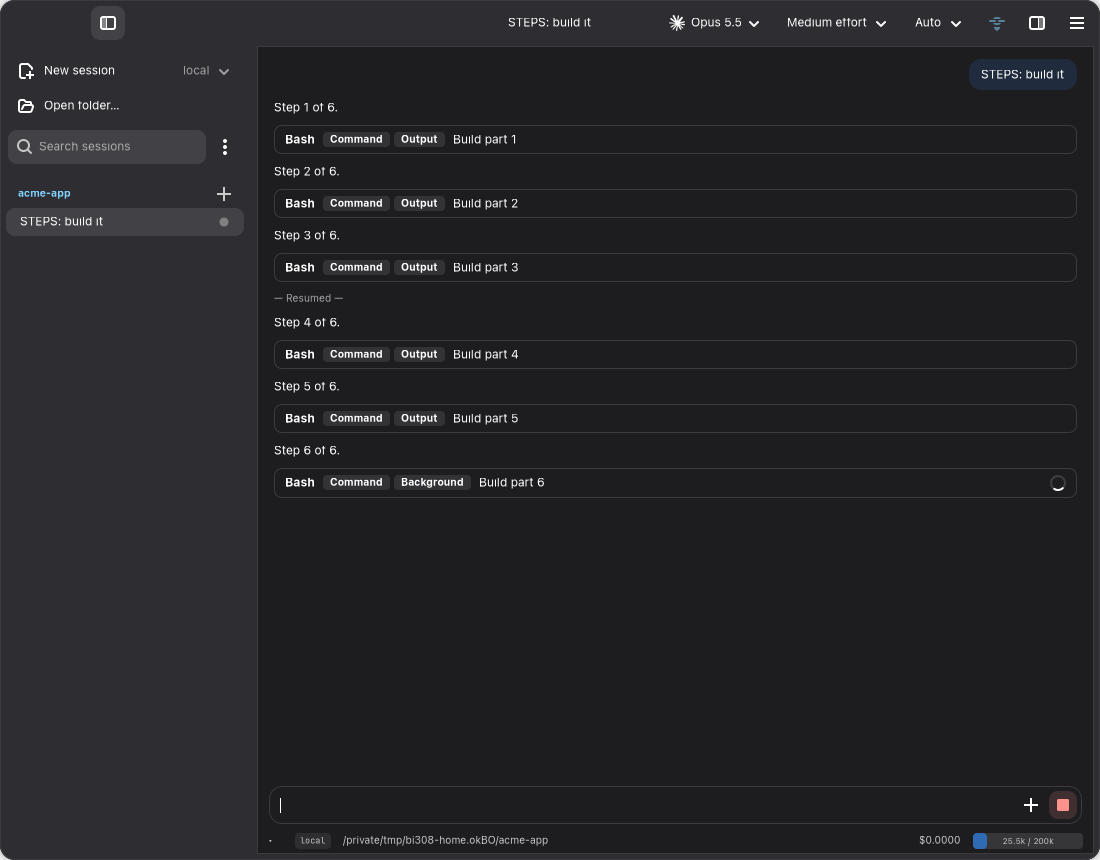 STEPS: build it
Opus 5.5
Medium effort
Auto
New session
local
Open folder...
Search sessions
acme-app
STEPS: build it
STEPS: build it
Step 1 of 6.
Bash Command Output Build part 1
Step 2 of 6.
Bash Command Output Build part 2
Step 3 of 6.
Bash Command Output Build part 3
— Resumed —
Step 4 of 6.
Bash Command Output Build part 4
Step 5 of 6.
Bash Command Output Build part 5
Step 6 of 6.
Bash Command Background Build part 6
local /private/tmp/bi308-home.okBO/acme-app
$0.0000
25.5k / 200k